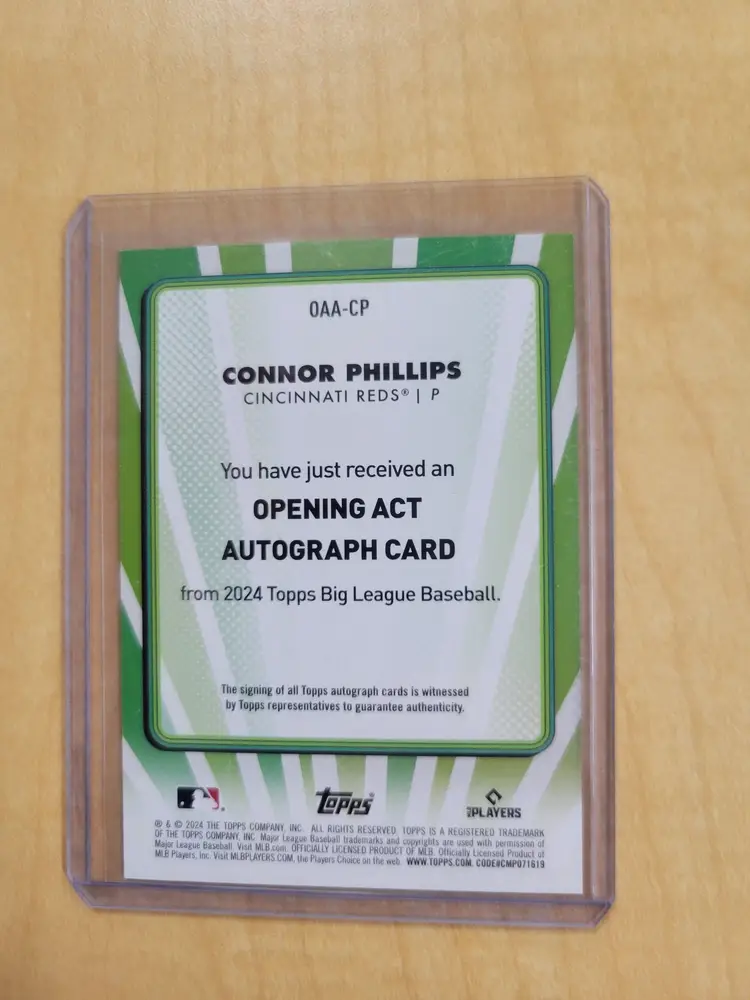 OAA-CP
CONNOR PHILLIPS
CINCINNATI REDS® | P
You have just received an
OPENING ACT
AUTOGRAPH CARD
from 2024 Topps Big League Baseball.
The signing of all Topps autograph cards is witnessed
by Topps representatives to guarantee authenticity.
Topps
PLAYERS
® & © 2024 THE TOPPS COMPANY, INC. ALL RIGHTS RESERVED. TOPPS IS A REGISTERED TRADEMARK
OF THE TOPPS COMPANY, INC. Major League Baseball trademarks and copyrights are used with permission of
Major League Baseball. Visit MLB.com. OFFICIALLY LICENSED PRODUCT OF MLB. Officially Licensed Product of
MLB Players, Inc. Visit MLBPLAYERS.COM, the Players Choice on the web. WWW.TOPPS.COM. CODE#CMP071619